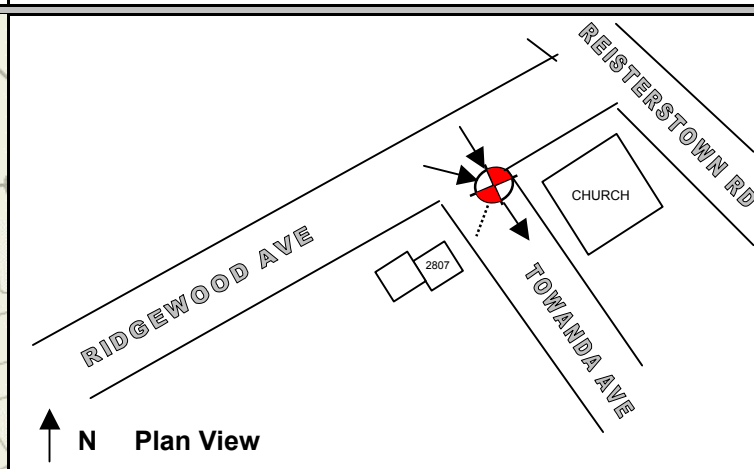 REISTERSTOWN RD
CHURCH
RIDGEWOOD AVE
2807
TOWANDA AVE
N Plan View